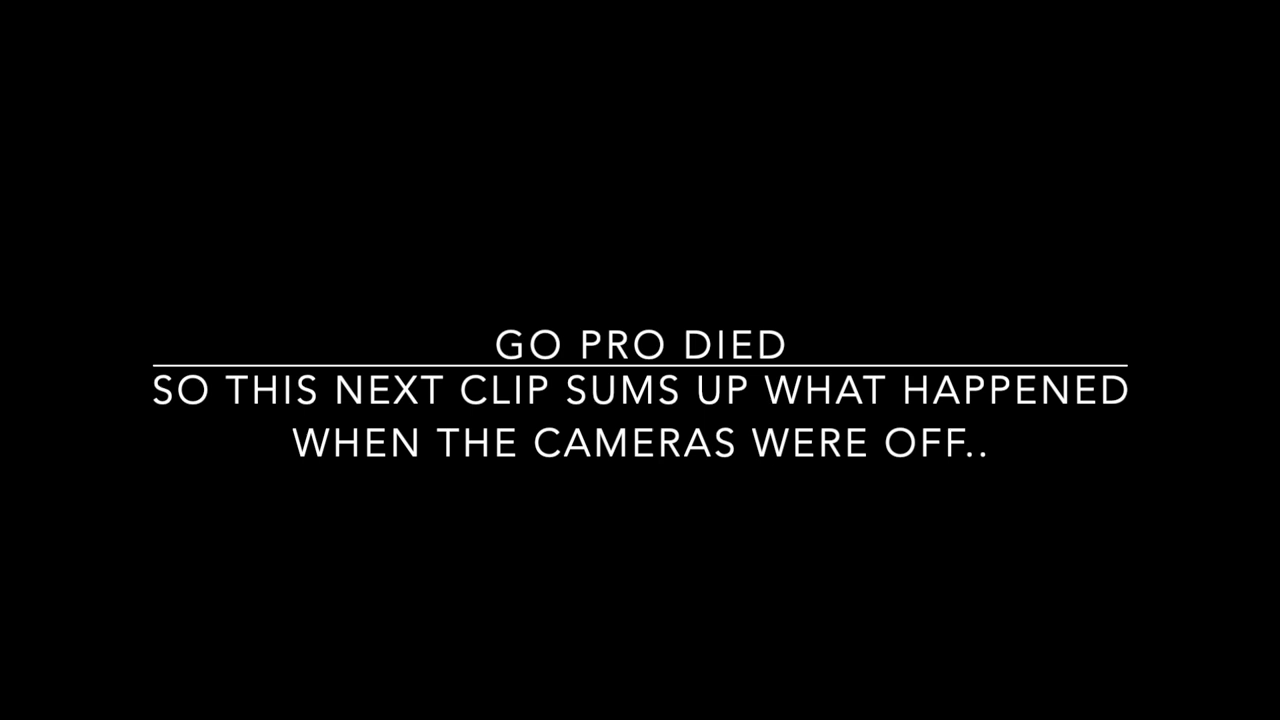 GO PRO DIED
SO THIS NEXT CLIP SUMS UP WHAT HAPPENED
WHEN THE CAMERAS WERE OFF..